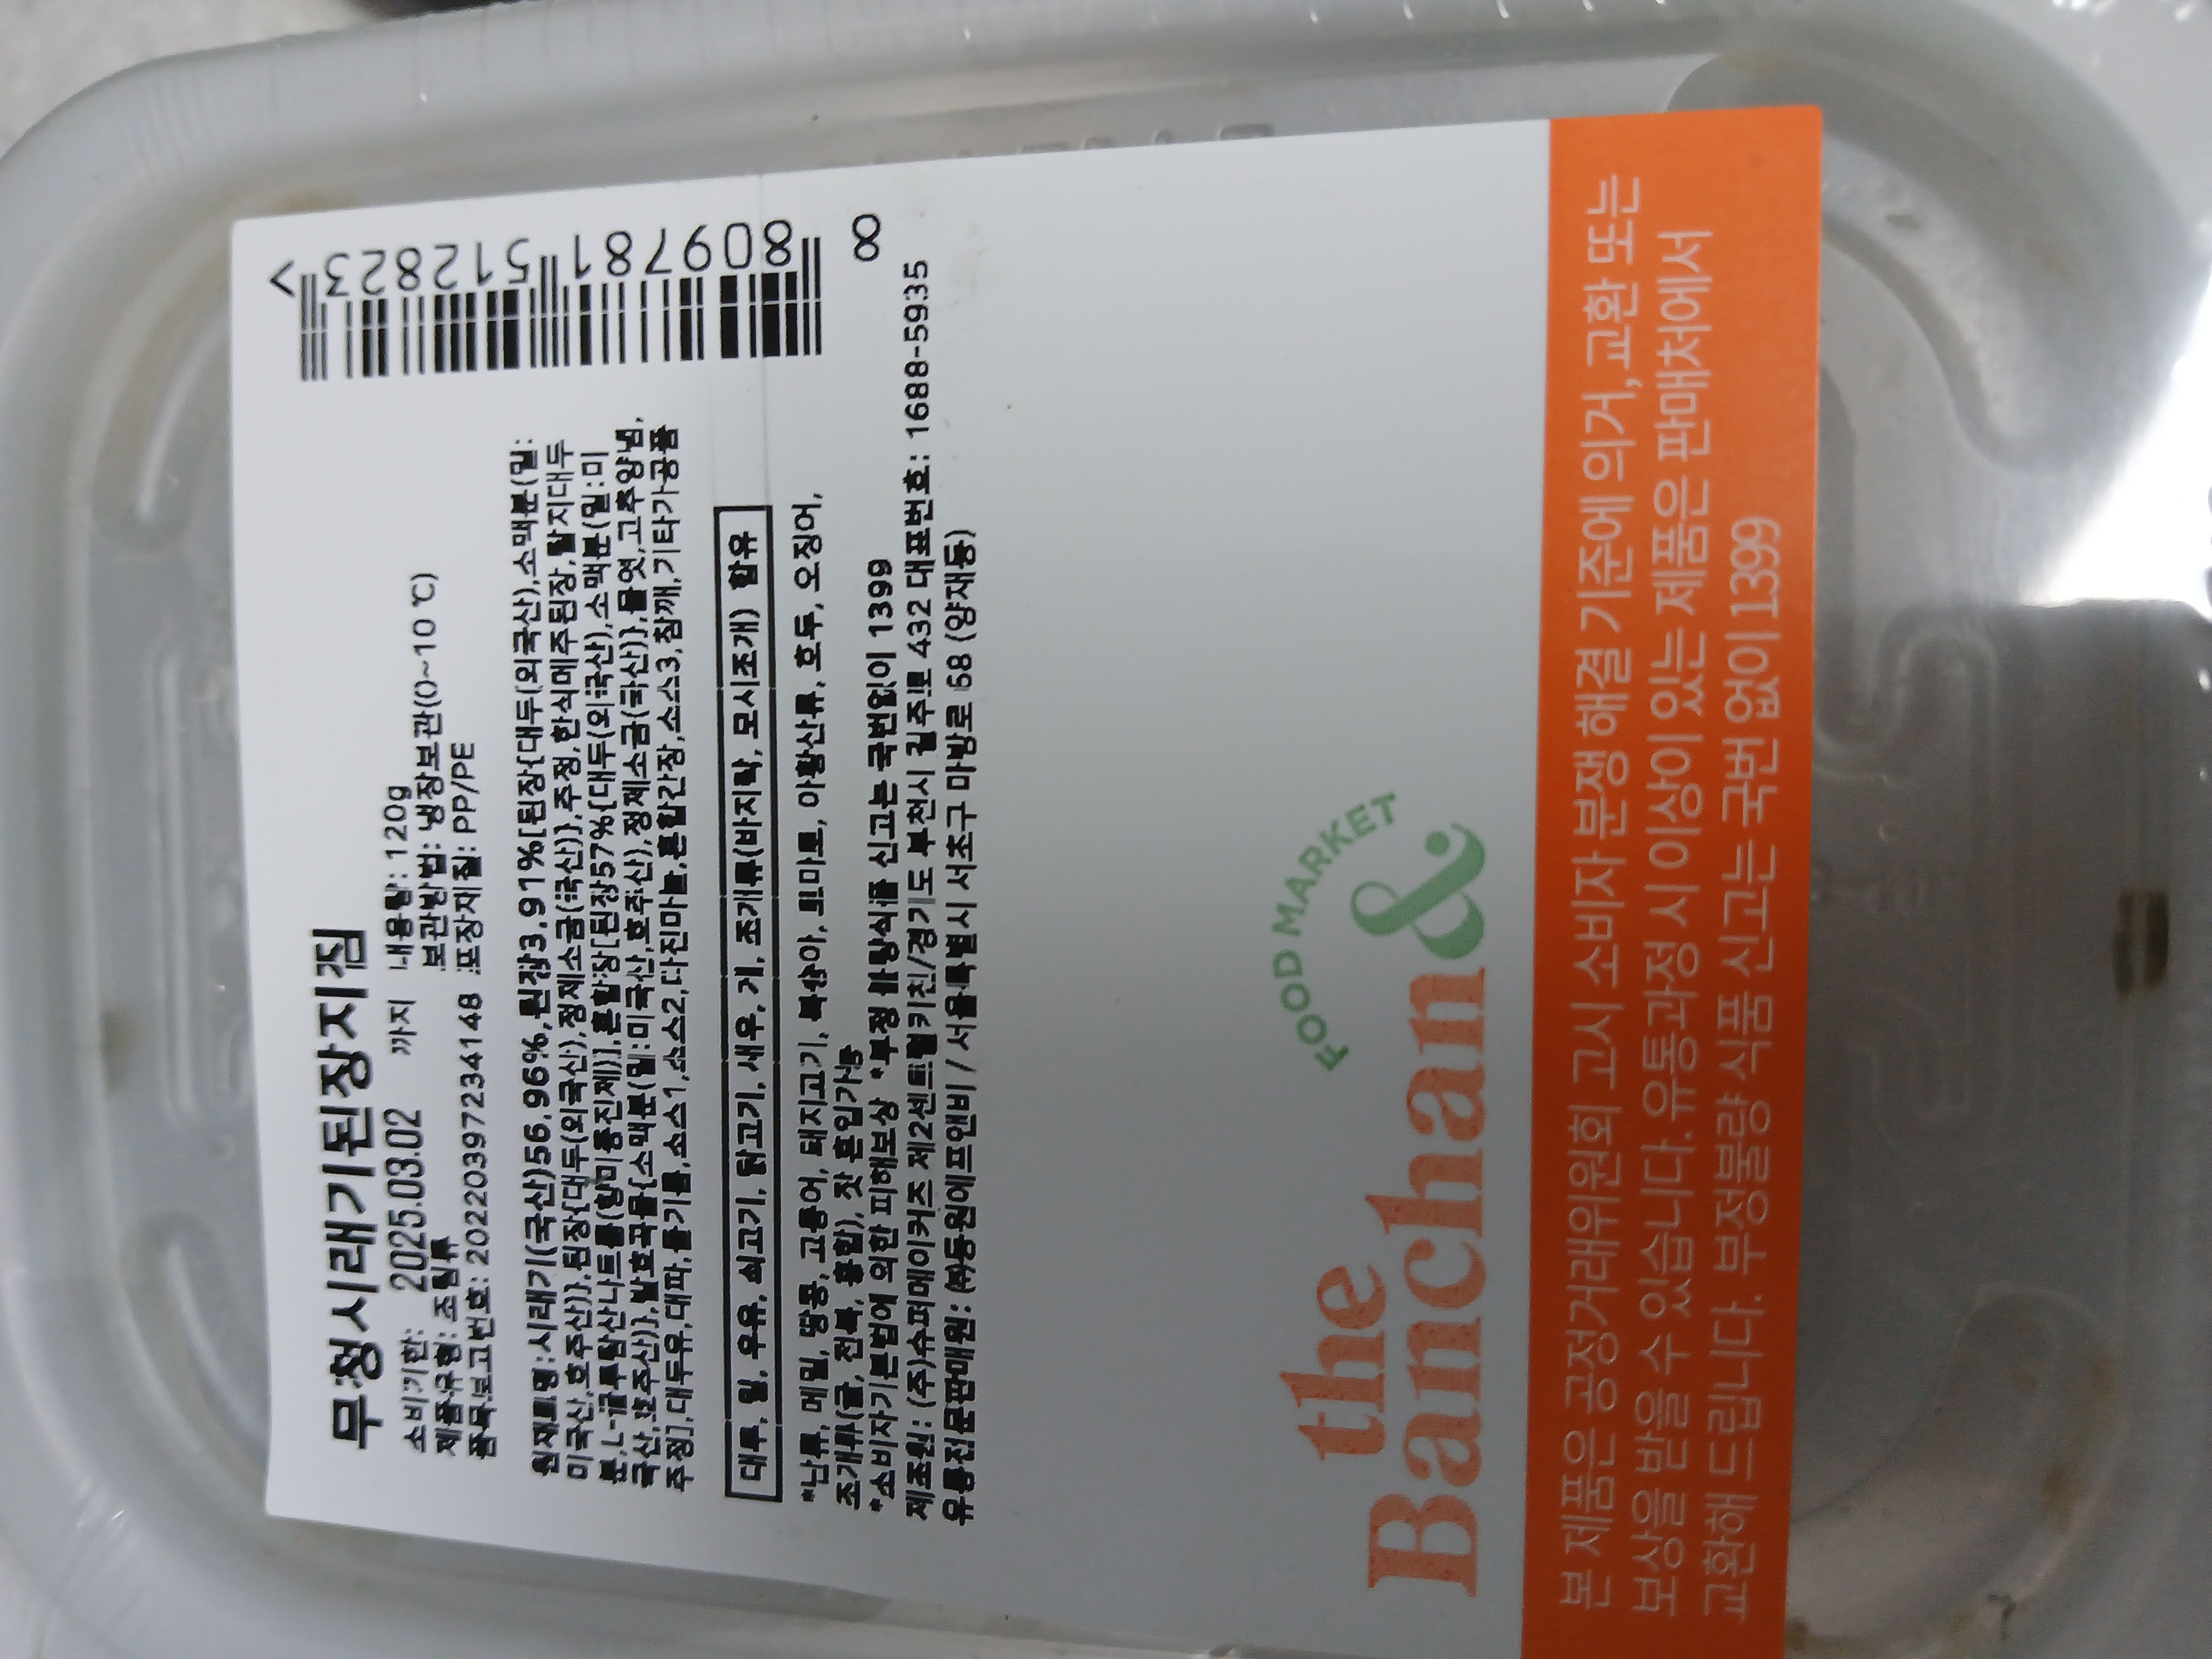 무청시래기된장지짐
소비기한: 2025.03.02 까지 내용량: 120g
제품유형: 조림류 보관방법: 냉장보관(0~10℃)
품목보고번호: 20220397234148 포장재질: PP/PE
원재료명:시래기(국산)56.96%,된장3.91%[된장{대두(외국산),소맥분(밀:
미국산,호주산)},된장{대두(외국산),정제소금(국산)},주정,한식메주된장,탈지대두
분,L-글루탐산나트륨(향미증진제)],혼합장[된장57%{대두(외국산),소맥분(밀:미
국산,호주산)},발효곡물{소맥분(밀:미국산,호주산),정제소금(국산)},물엿,고추양념,
주정],대두유,대파,들기름,소스1,소스2,다진마늘,혼합간장,소스3,참깨,기타가공품
대두, 밀, 우유, 쇠고기, 닭고기, 새우, 게, 조개류(바지락, 모시조개) 함유
*난류, 메밀, 땅콩, 고등어, 돼지고기, 복숭아, 토마토, 아황산류, 호두, 오징어,
조개류(굴, 전복, 홍합), 잣 혼입가능
*소비자기본법에 의한 피해보상 *부정 불량식품 신고는 국번없이 1399
제조원: (주)슈퍼메이커즈 제2센트럴키친/경기도 부천시 길주로 432 대표번호: 1688-5935
유통전문판매원: ㈜동원에프앤비 / 서울특별시 서초구 마방로 68 (양재동)
8 09781 512823 >
8
FOOD MARKET
the
Banchan&
본 제품은 공정거래위원회 고시 소비자 분쟁 해결 기준에 의거, 교환 또는
보상을 받을 수 있습니다. 유통과정 시 이상이 있는 제품은 판매처에서
교환해 드립니다. 부정불량 식품 신고는 국번 없이 1399